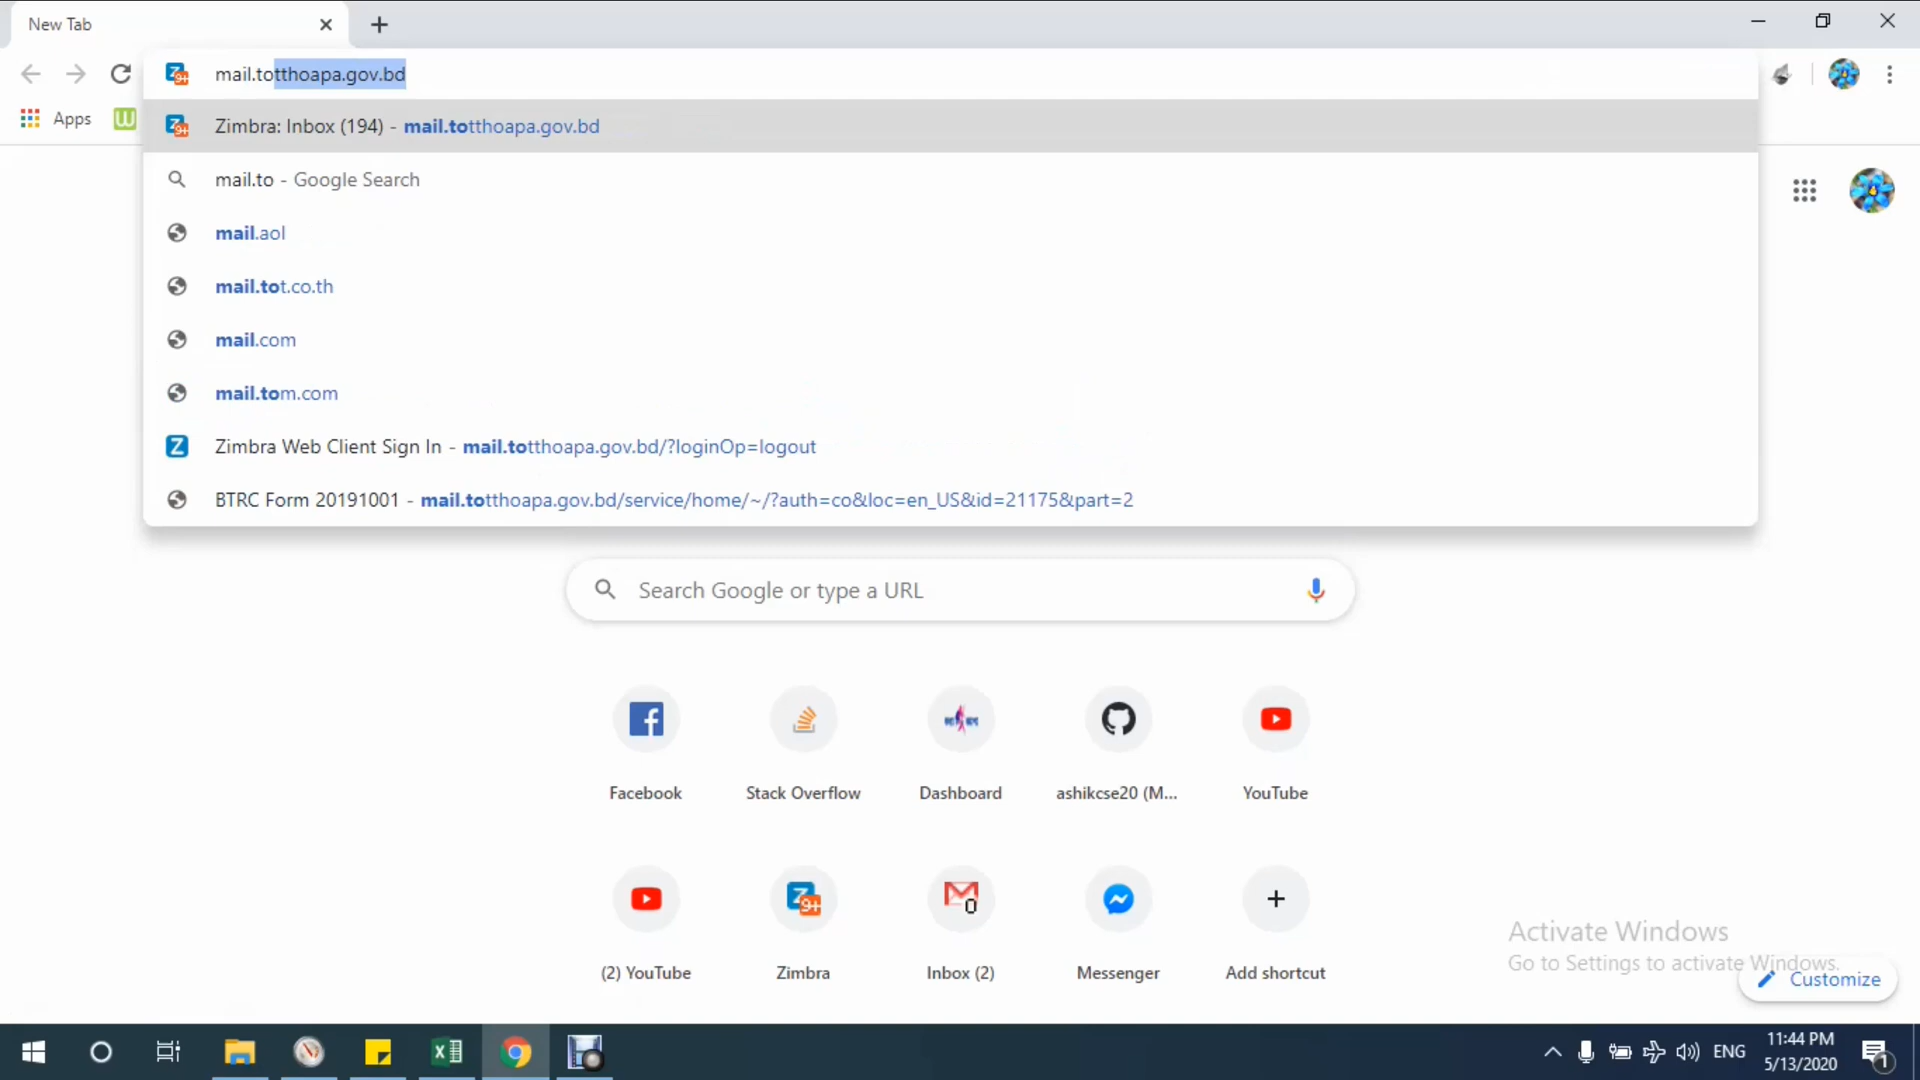 New Tab
mail.totthoapa.gov.bd
Apps
Zimbra: Inbox (194) - mail.totthoapa.gov.bd
mail.to - Google Search
mail.aol
mail.tot.co.th
mail.com
mail.tom.com
Zimbra Web Client Sign In - mail.totthoapa.gov.bd/?loginOp=logout
BTRC Form 20191001 - mail.totthoapa.gov.bd/service/home/~/?auth=co&loc=en_US&id=21175&part=2
Search Google or type a URL
Facebook
Stack Overflow
Dashboard
ashikcse20 (M...
YouTube
(2) YouTube
Zimbra
Inbox (2)
Messenger
Add shortcut
Activate Windows
Go to Settings to activate Windows.
Customize
ENG
11:44 PM
5/13/2020
1